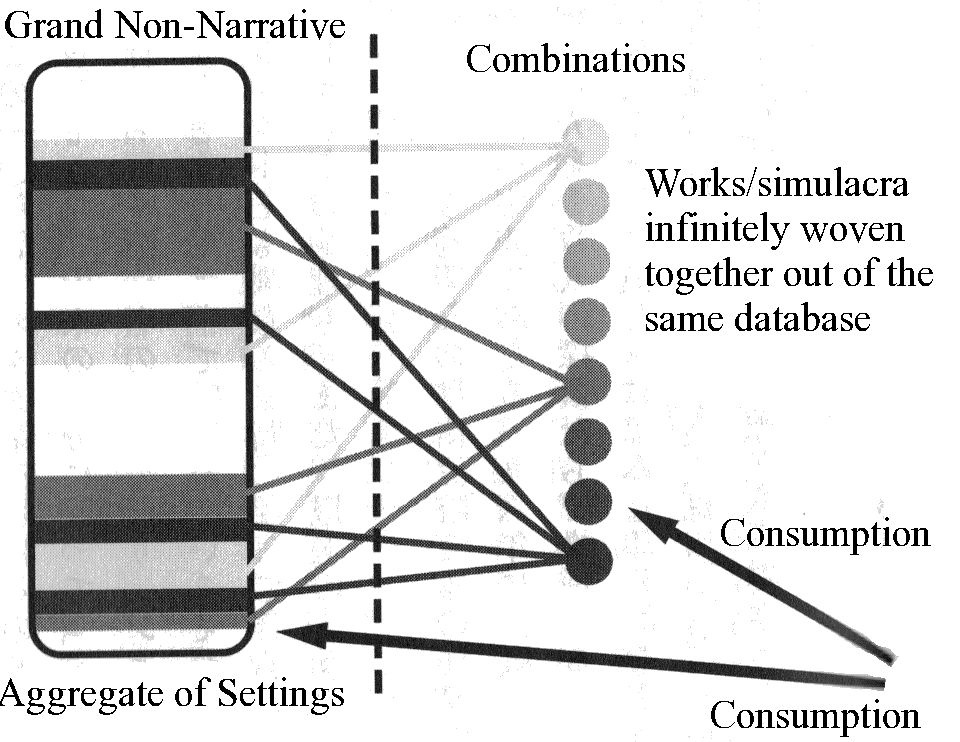 Grand Non-Narrative
Combinations
Works/simulacra
infinitely woven
together out of the
same database
Consumption
Aggregate of Settings
Consumption